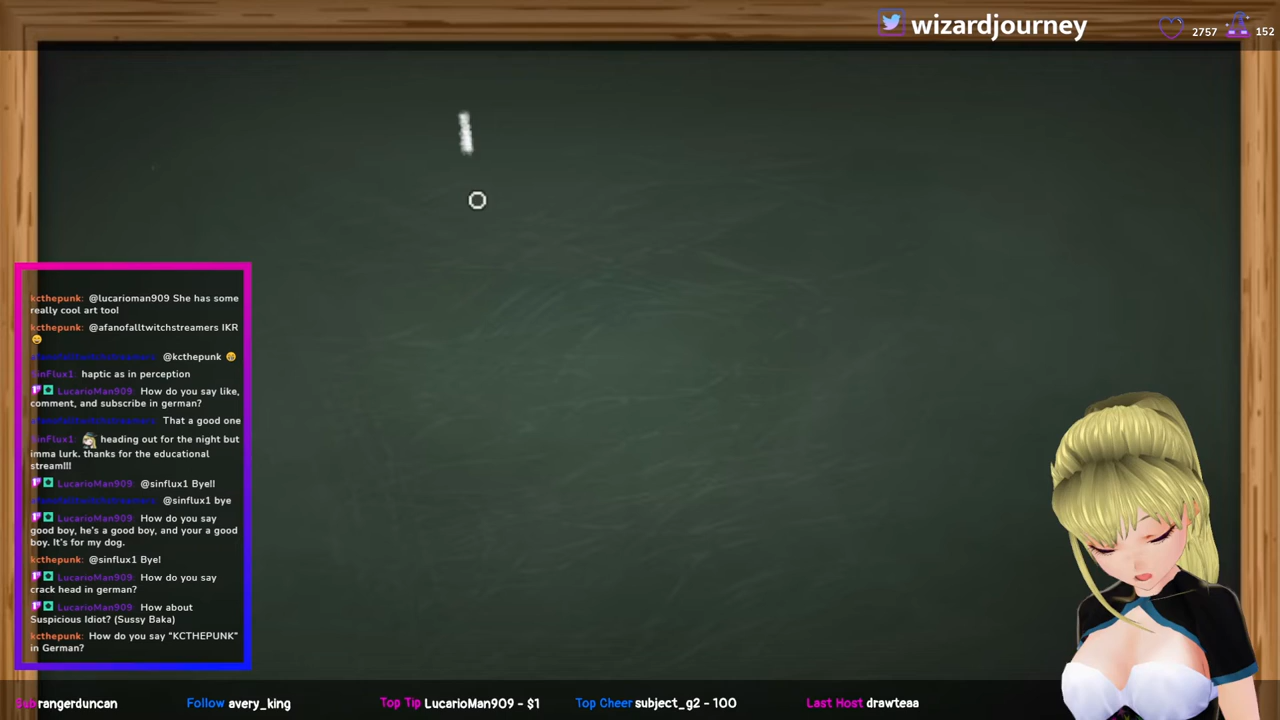 wizardjourney
2757
152
kcthepunk: @lucarioman909 She has some
really cool art too!
kcthepunk: @afanofalltwitchstreamers IKR
afanofalltwitchstreamers: @kcthepunk
SinFlux1: haptic as in perception
LucarioMan909: How do you say like,
comment, and subscribe in german?
afanofalltwitchstreamers: That a good one
SinFlux1: heading out for the night but
imma lurk. thanks for the educational
stream!!!
LucarioMan909: @sinflux1 Bye!!
afanofalltwitchstreamers: @sinflux1 bye
LucarioMan909: How do you say
good boy, he's a good boy, and your a good
boy. It's for my dog.
kcthepunk: @sinflux1 Bye!
LucarioMan909: How do you say
crack head in german?
LucarioMan909: How about
Suspicious Idiot? (Sussy Baka)
kcthepunk: How do you say "KCTHEPUNK"
in German?
Sub rangerduncan
Follow avery_king
Top Tip LucarioMan909 - $1
Top Cheer subject_g2 - 100
Last Host drawteaa